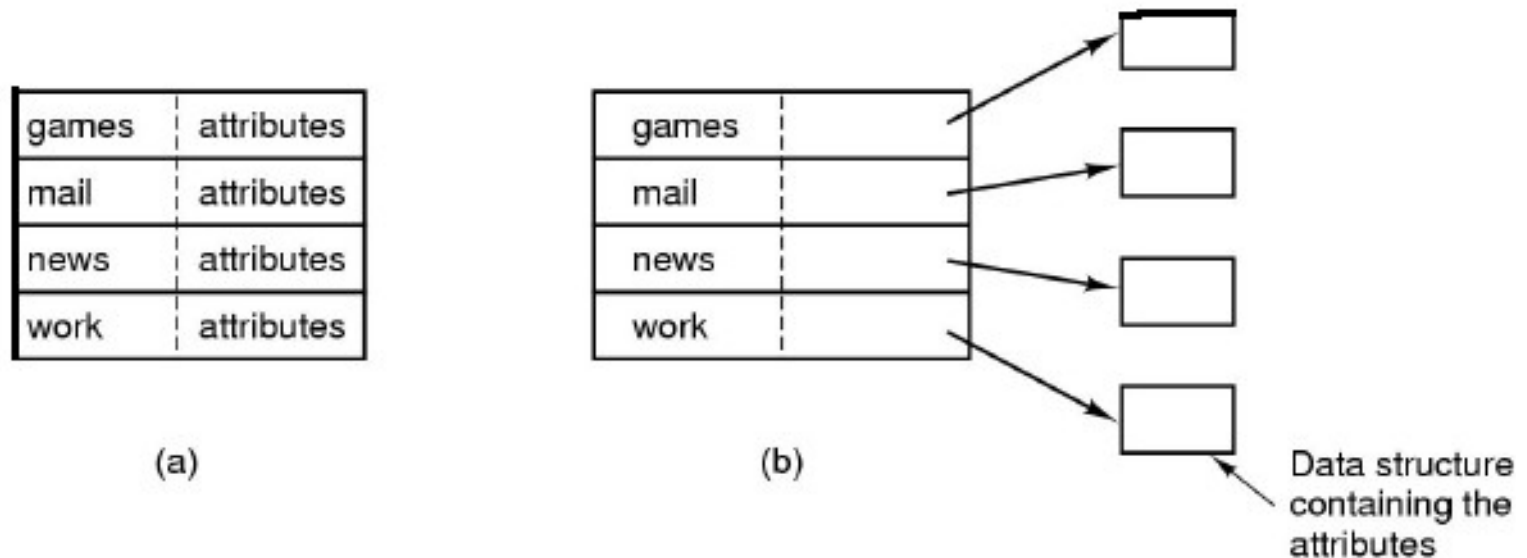 games attributes
mail attributes
news attributes
work attributes
(a)
games
mail
news
work
(b)
Data structure
containing the
attributes